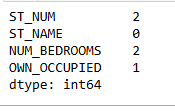 ST_NUM 2
ST_NAME 0
NUM_BEDROOMS 2
OWN_OCCUPIED 1
dtype: int64